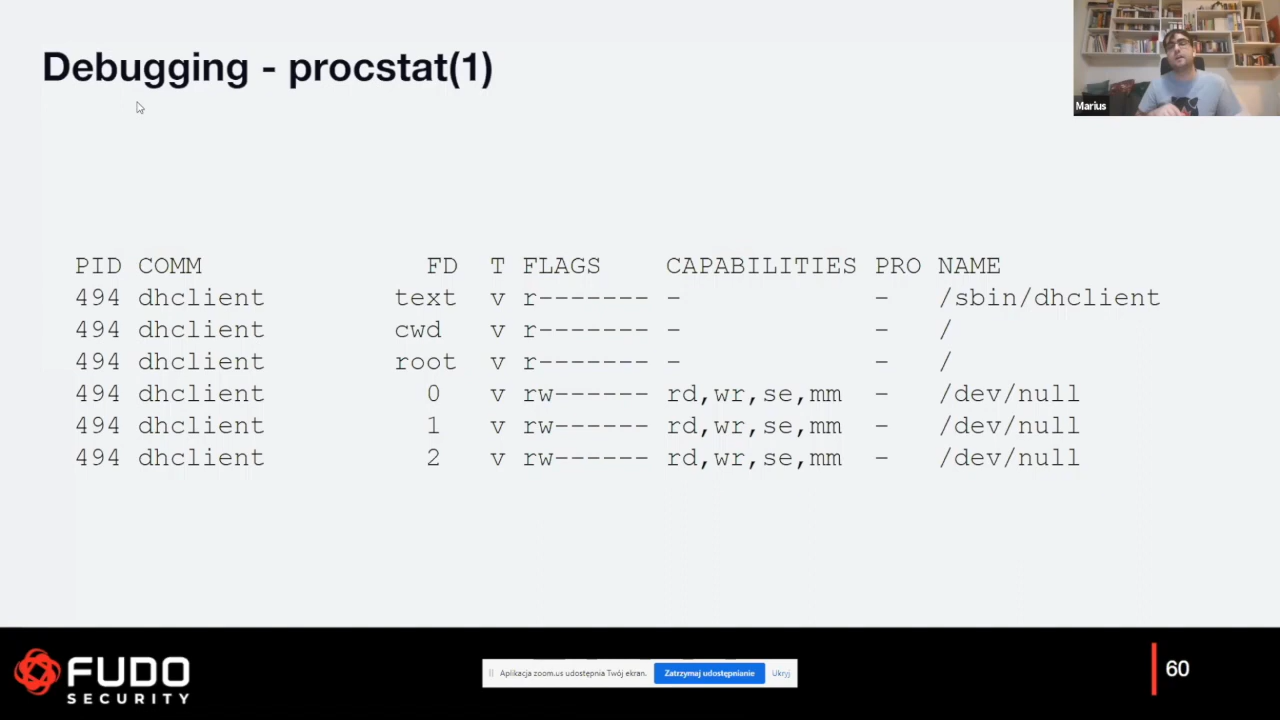 Debugging - procstat(1)
Marius
PID COMM FD T FLAGS CAPABILITIES PRO NAME
494 dhclient text v r------- - - /sbin/dhclient
494 dhclient cwd v r------- - - /
494 dhclient root v r------- - - /
494 dhclient 0 v rw------ rd,wr,se,mm - /dev/null
494 dhclient 1 v rw------ rd,wr,se,mm - /dev/null
494 dhclient 2 v rw------ rd,wr,se,mm - /dev/null
FUDO
SECURITY
Aplikacja zoom.us udostępnia Twój ekran. Zatrzymaj udostępnianie Ukryj
60